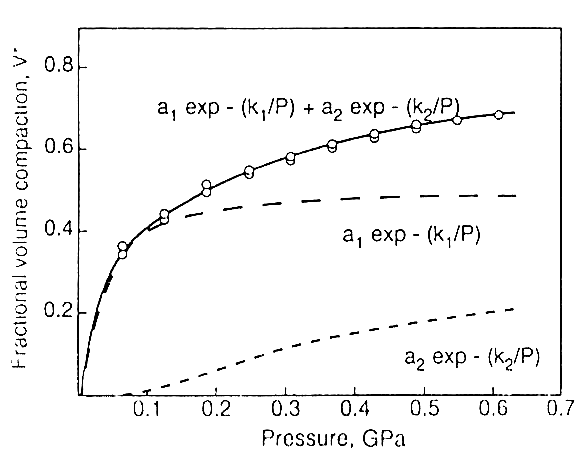 Fractional volume compaction, V*
0.8
0.6
0.4
0.2
a₁ exp - (k₁/P) + a₂ exp - (k₂/P)
a₁ exp - (k₁/P)
a₂ exp - (k₂/P)
0.1 0.2 0.3 0.4 0.5 0.6 0.7
Pressure, GPa